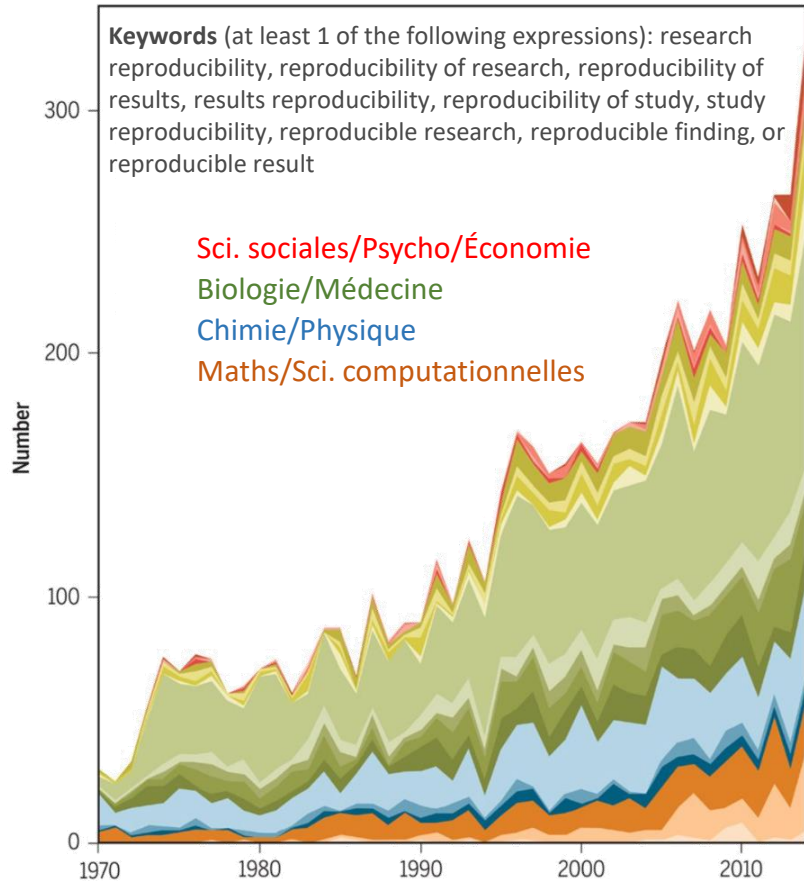 Keywords (at least 1 of the following expressions): research
reproducibility, reproducibility of research, reproducibility of
results, results reproducibility, reproducibility of study, study
reproducibility, reproducible research, reproducible finding, or
reproducible result
Sci. sociales/Psycho/Économie
Biologie/Médecine
Chimie/Physique
Maths/Sci. computationnelles
Number
300
200
100
0
1970
1980
1990
2000
2010